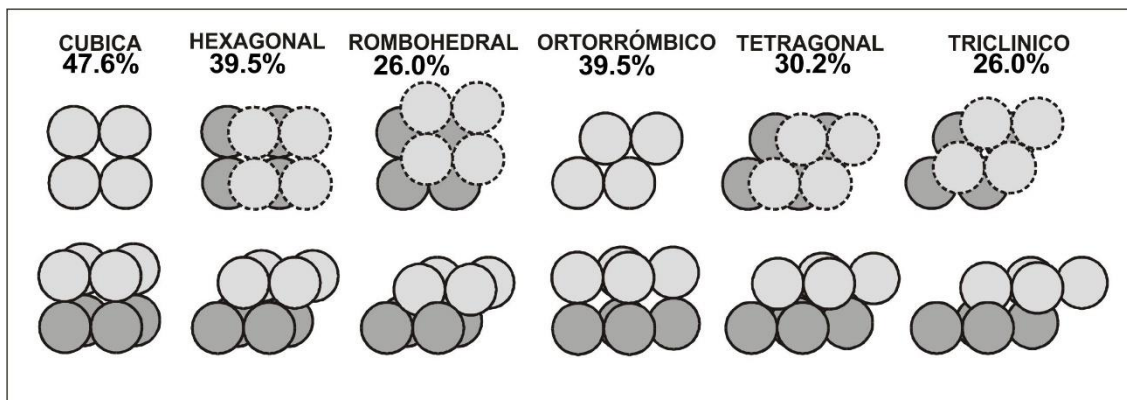 CUBICA
47.6%
HEXAGONAL
39.5%
ROMBOHEDRAL
26.0%
ORTORRÓMBICO
39.5%
TETRAGONAL
30.2%
TRICLINICO
26.0%